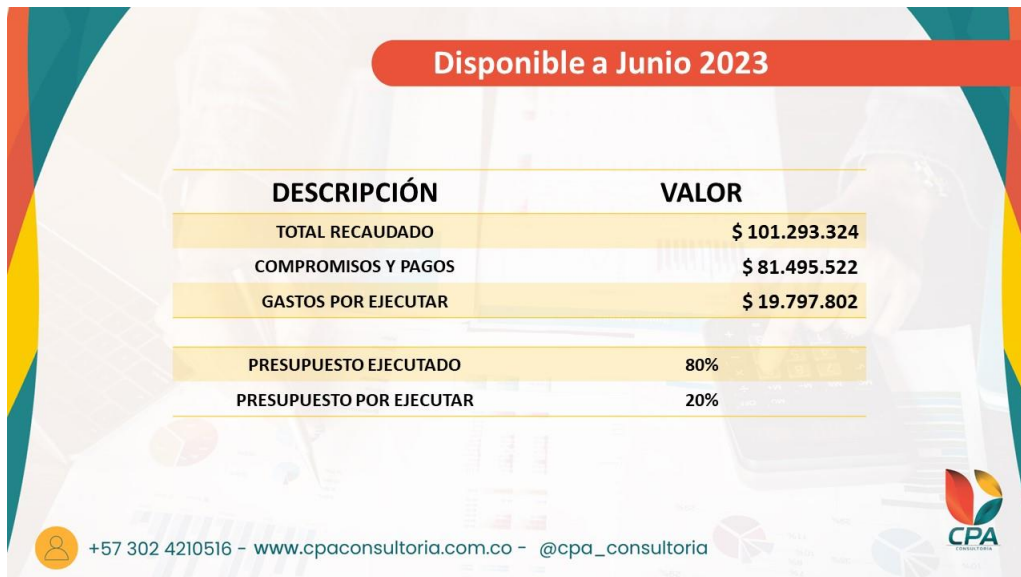 Disponible a Junio 2023
DESCRIPCIÓN VALOR
TOTAL RECAUDADO $ 101.293.324
COMPROMISOS Y PAGOS $ 81.495.522
GASTOS POR EJECUTAR $ 19.797.802
PRESUPUESTO EJECUTADO 80%
PRESUPUESTO POR EJECUTAR 20%
CPA
CONSULTORÍA
+57 302 4210516 - www.cpaconsultoria.com.co - @cpa_consultoria